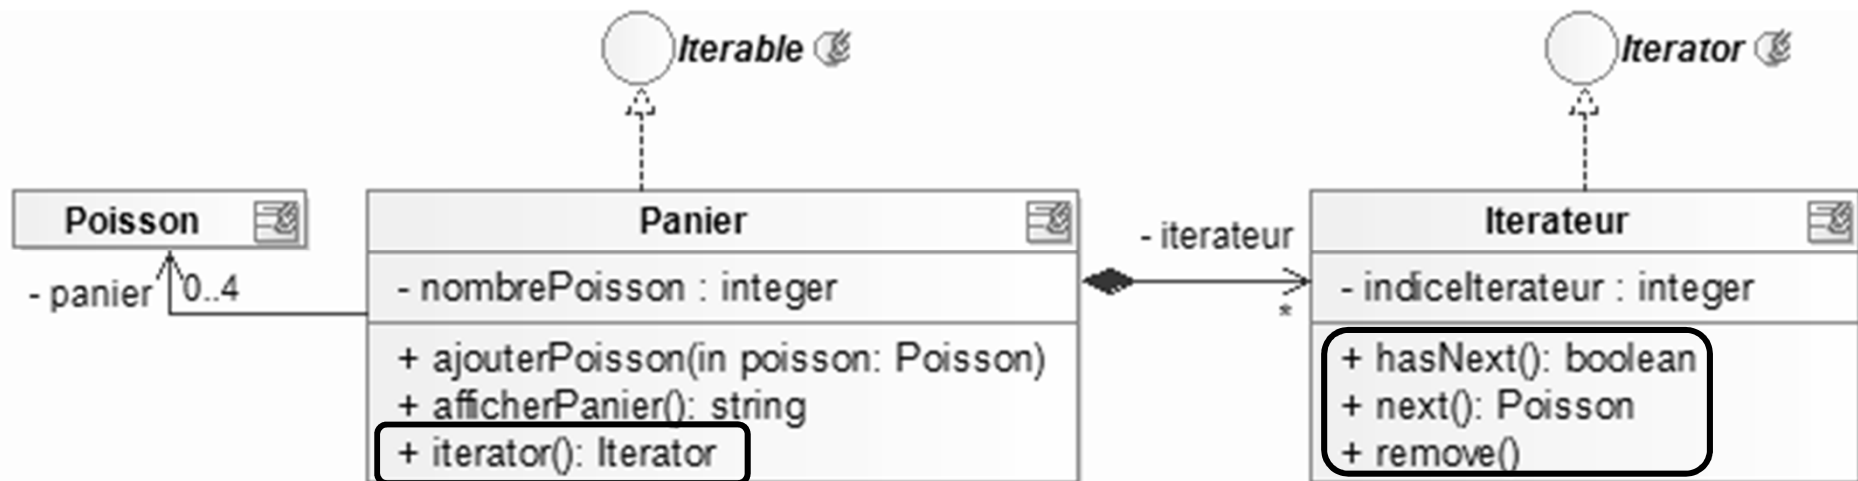 Iterable
Iterator
Poisson
Panier
Iterateur
- iterateur
- panier
0..4
- nombrePoisson : integer
*
- indiceIterateur : integer
+ ajouterPoisson(in poisson: Poisson)
+ afficherPanier(): string
+ iterator(): Iterator
+ hasNext(): boolean
+ next(): Poisson
+ remove()